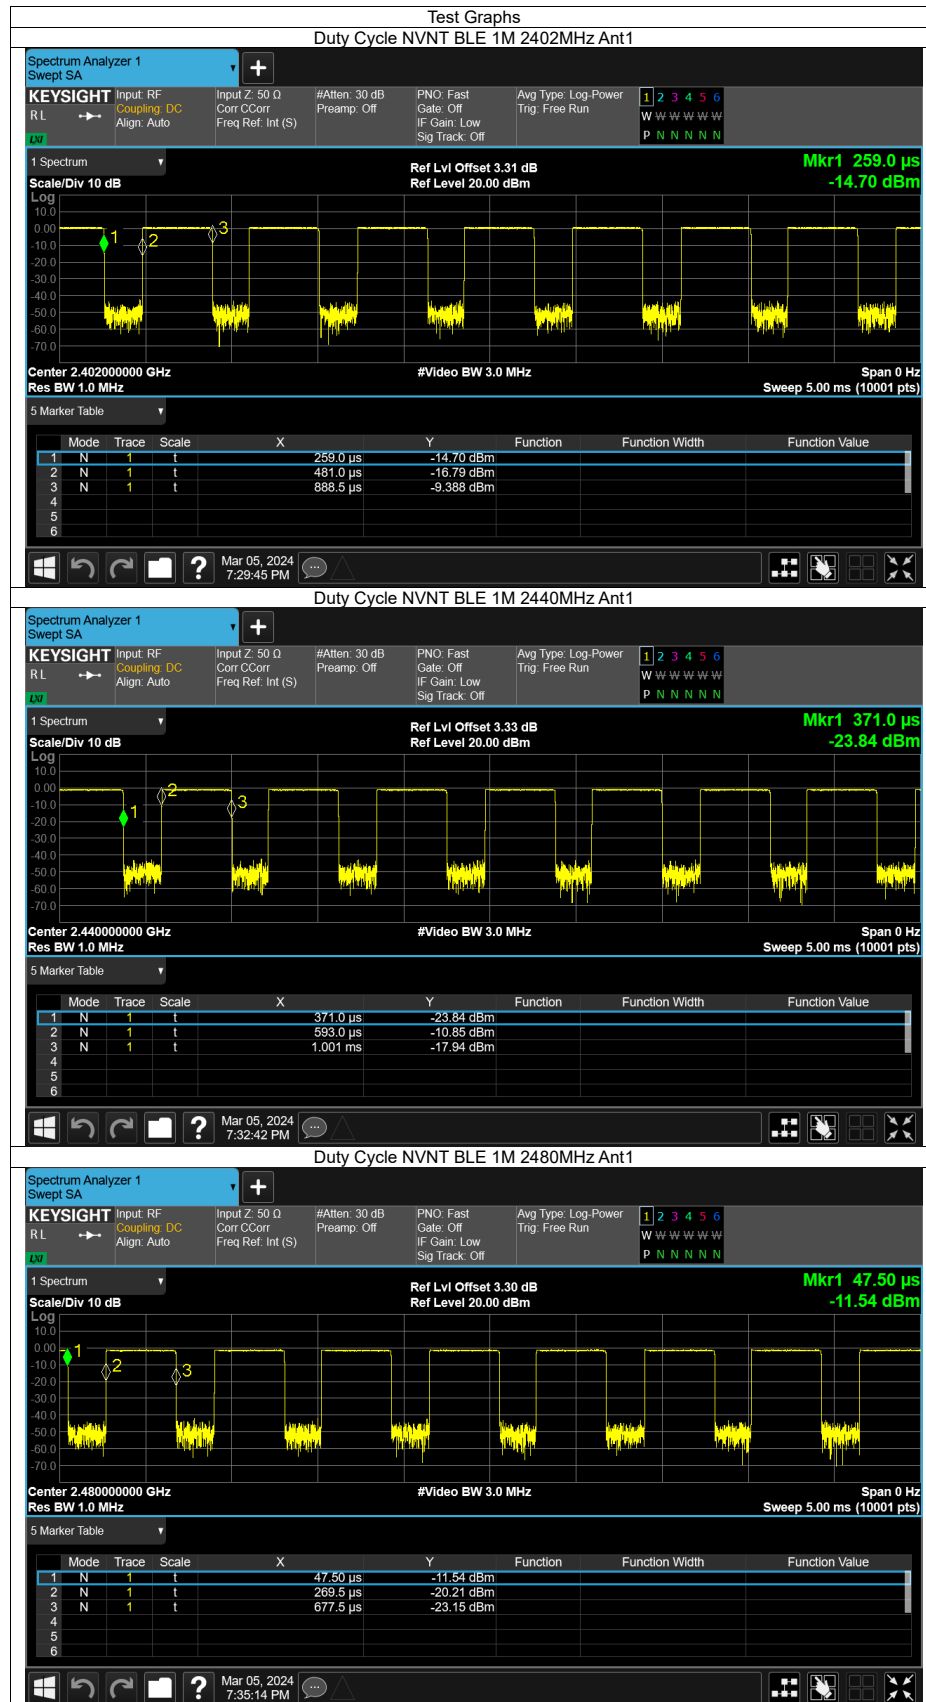 Test Graphs
Duty Cycle NVNT BLE 1M 2402MHz Ant1
Spectrum Analyzer 1
Swept SA
+
KEYSIGHT Input: RF Input Z: 50 Ω #Atten: 30 dB PNO: Fast Avg Type: Log-Power 1 2 3 4 5 6
RL Coupling: DC Corr CCorr Preamp: Off Gate: Off Trig: Free Run W W W W W W
Align: Auto Freq Ref: Int (S) IF Gain: Low
LXI Sig Track: Off P N N N N N
1 Spectrum Ref Lvl Offset 3.31 dB Mkr1 259.0 µs
Scale/Div 10 dB Ref Level 20.00 dBm -14.70 dBm
Log
10.0
0.00 1 2 3
-10.0
-20.0
-30.0
-40.0
-50.0
-60.0
-70.0
Center 2.402000000 GHz #Video BW 3.0 MHz Span 0 Hz
Res BW 1.0 MHz Sweep 5.00 ms (10001 pts)
5 Marker Table
Mode Trace Scale X Y Function Function Width Function Value
1 N 1 t 259.0 µs -14.70 dBm
2 N 1 t 481.0 µs -16.79 dBm
3 N 1 t 888.5 µs -9.388 dBm
4
5
6
? Mar 05, 2024
7:29:45 PM
Duty Cycle NVNT BLE 1M 2440MHz Ant1
Spectrum Analyzer 1
Swept SA
+
KEYSIGHT Input: RF Input Z: 50 Ω #Atten: 30 dB PNO: Fast Avg Type: Log-Power 1 2 3 4 5 6
RL Coupling: DC Corr CCorr Preamp: Off Gate: Off Trig: Free Run W W W W W W
Align: Auto Freq Ref: Int (S) IF Gain: Low
LXI Sig Track: Off P N N N N N
1 Spectrum Ref Lvl Offset 3.33 dB Mkr1 371.0 µs
Scale/Div 10 dB Ref Level 20.00 dBm -23.84 dBm
Log
10.0
0.00 2
-10.0 1 3
-20.0
-30.0
-40.0
-50.0
-60.0
-70.0
Center 2.440000000 GHz #Video BW 3.0 MHz Span 0 Hz
Res BW 1.0 MHz Sweep 5.00 ms (10001 pts)
5 Marker Table
Mode Trace Scale X Y Function Function Width Function Value
1 N 1 t 371.0 µs -23.84 dBm
2 N 1 t 593.0 µs -10.85 dBm
3 N 1 t 1.001 ms -17.94 dBm
4
5
6
? Mar 05, 2024
7:32:42 PM
Duty Cycle NVNT BLE 1M 2480MHz Ant1
Spectrum Analyzer 1
Swept SA
+
KEYSIGHT Input: RF Input Z: 50 Ω #Atten: 30 dB PNO: Fast Avg Type: Log-Power 1 2 3 4 5 6
RL Coupling: DC Corr CCorr Preamp: Off Gate: Off Trig: Free Run W W W W W W
Align: Auto Freq Ref: Int (S) IF Gain: Low
LXI Sig Track: Off P N N N N N
1 Spectrum Ref Lvl Offset 3.30 dB Mkr1 47.50 µs
Scale/Div 10 dB Ref Level 20.00 dBm -11.54 dBm
Log
10.0
0.00 1
-10.0 2 3
-20.0
-30.0
-40.0
-50.0
-60.0
-70.0
Center 2.480000000 GHz #Video BW 3.0 MHz Span 0 Hz
Res BW 1.0 MHz Sweep 5.00 ms (10001 pts)
5 Marker Table
Mode Trace Scale X Y Function Function Width Function Value
1 N 1 t 47.50 µs -11.54 dBm
2 N 1 t 269.5 µs -20.21 dBm
3 N 1 t 677.5 µs -23.15 dBm
4
5
6
? Mar 05, 2024
7:35:14 PM